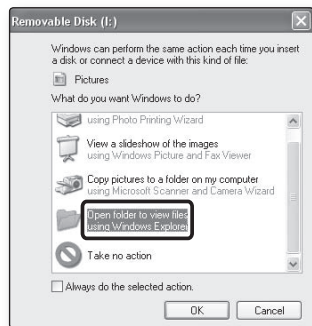 Removable Disk (I:)
Windows can perform the same action each time you insert
a disk or connect a device with this kind of file:
Pictures
What do you want Windows to do?
using Photo Printing Wizard
View a slideshow of the images
using Windows Picture and Fax Viewer
Copy pictures to a folder on my computer
using Microsoft Scanner and Camera Wizard
Open folder to view files
using Windows Explorer
Take no action
Always do the selected action.
OK
Cancel